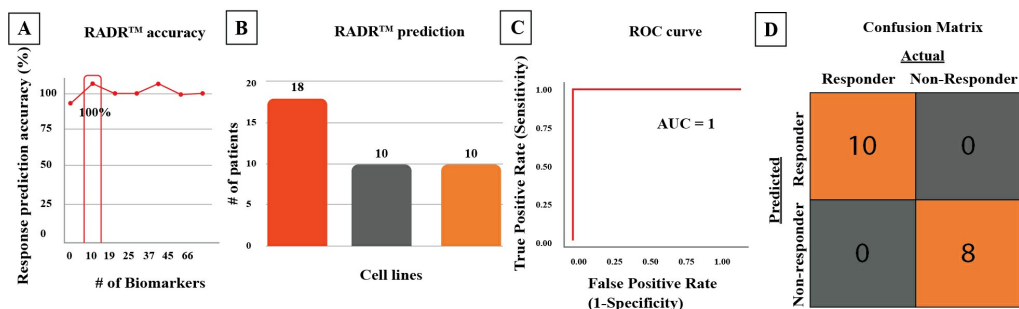 A
RADR™ accuracy
Response prediction accuracy (%)
100
75
50
25
0
100%
0 10 19 25 37 45 66
# of Biomarkers
B
RADR™ prediction
# of patients
20
15
10
5
0
18
10
10
Cell lines
C
ROC curve
True Positive Rate (Sensitivity)
1.00
0.75
0.50
0.25
0.00
AUC = 1
0.00 0.25 0.50 0.75 1.00
False Positive Rate
(1-Specificity)
D
Confusion Matrix
Actual
Responder Non-Responder
Predicted
Responder
Non-responder
10 0
0 8